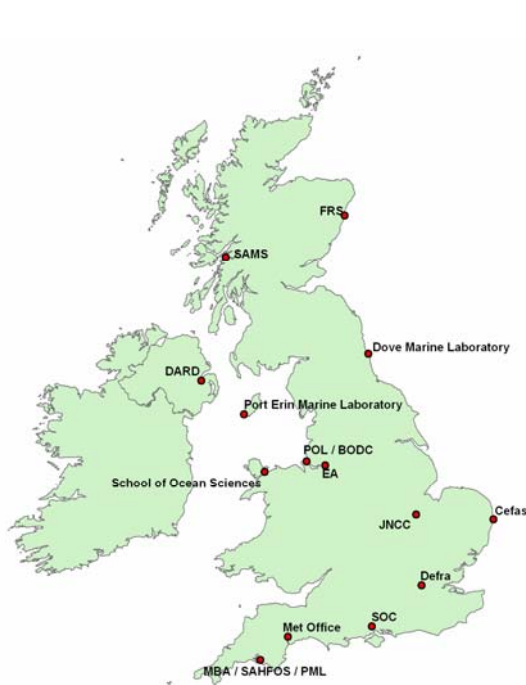 FRS
SAMS
Dove Marine Laboratory
DARD
Port Erin Marine Laboratory
POL / BODC
EA
School of Ocean Sciences
Cefas
JNCC
Defra
SOC
Met Office
MBA / SAHFOS / PML